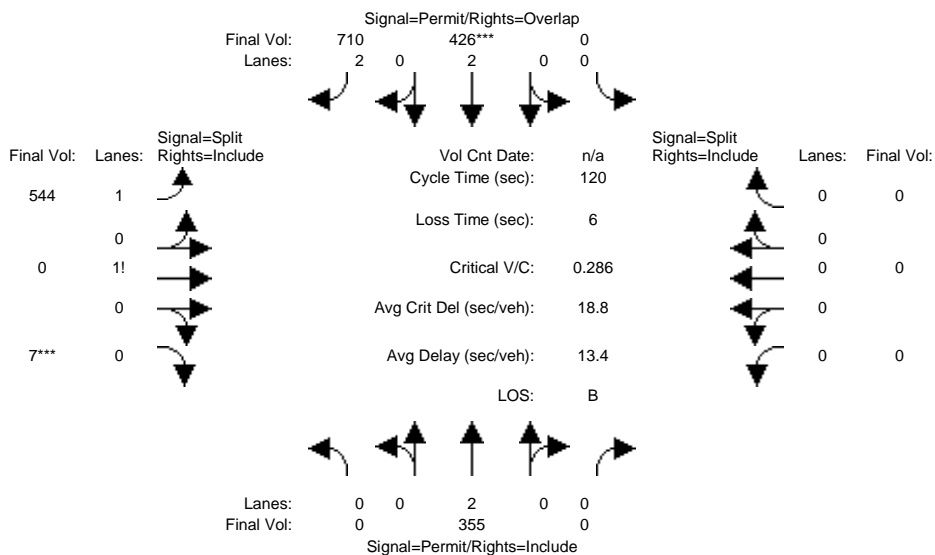 Signal=Permit/Rights=Overlap
Final Vol: 710 426*** 0
Lanes: 2 0 2 0 0
Signal=Split
Final Vol: Lanes: Rights=Include
Vol Cnt Date: n/a
Signal=Split
Rights=Include Lanes: Final Vol:
Cycle Time (sec): 120
544 1
0 0
Loss Time (sec): 6
0 0
0 1!
Critical V/C: 0.286
0 0
0 Avg Crit Del (sec/veh): 18.8 0
7*** 0
Avg Delay (sec/veh): 13.4
0 0
LOS: B
Lanes: 0 0 2 0 0
Final Vol: 0 355 0
Signal=Permit/Rights=Include